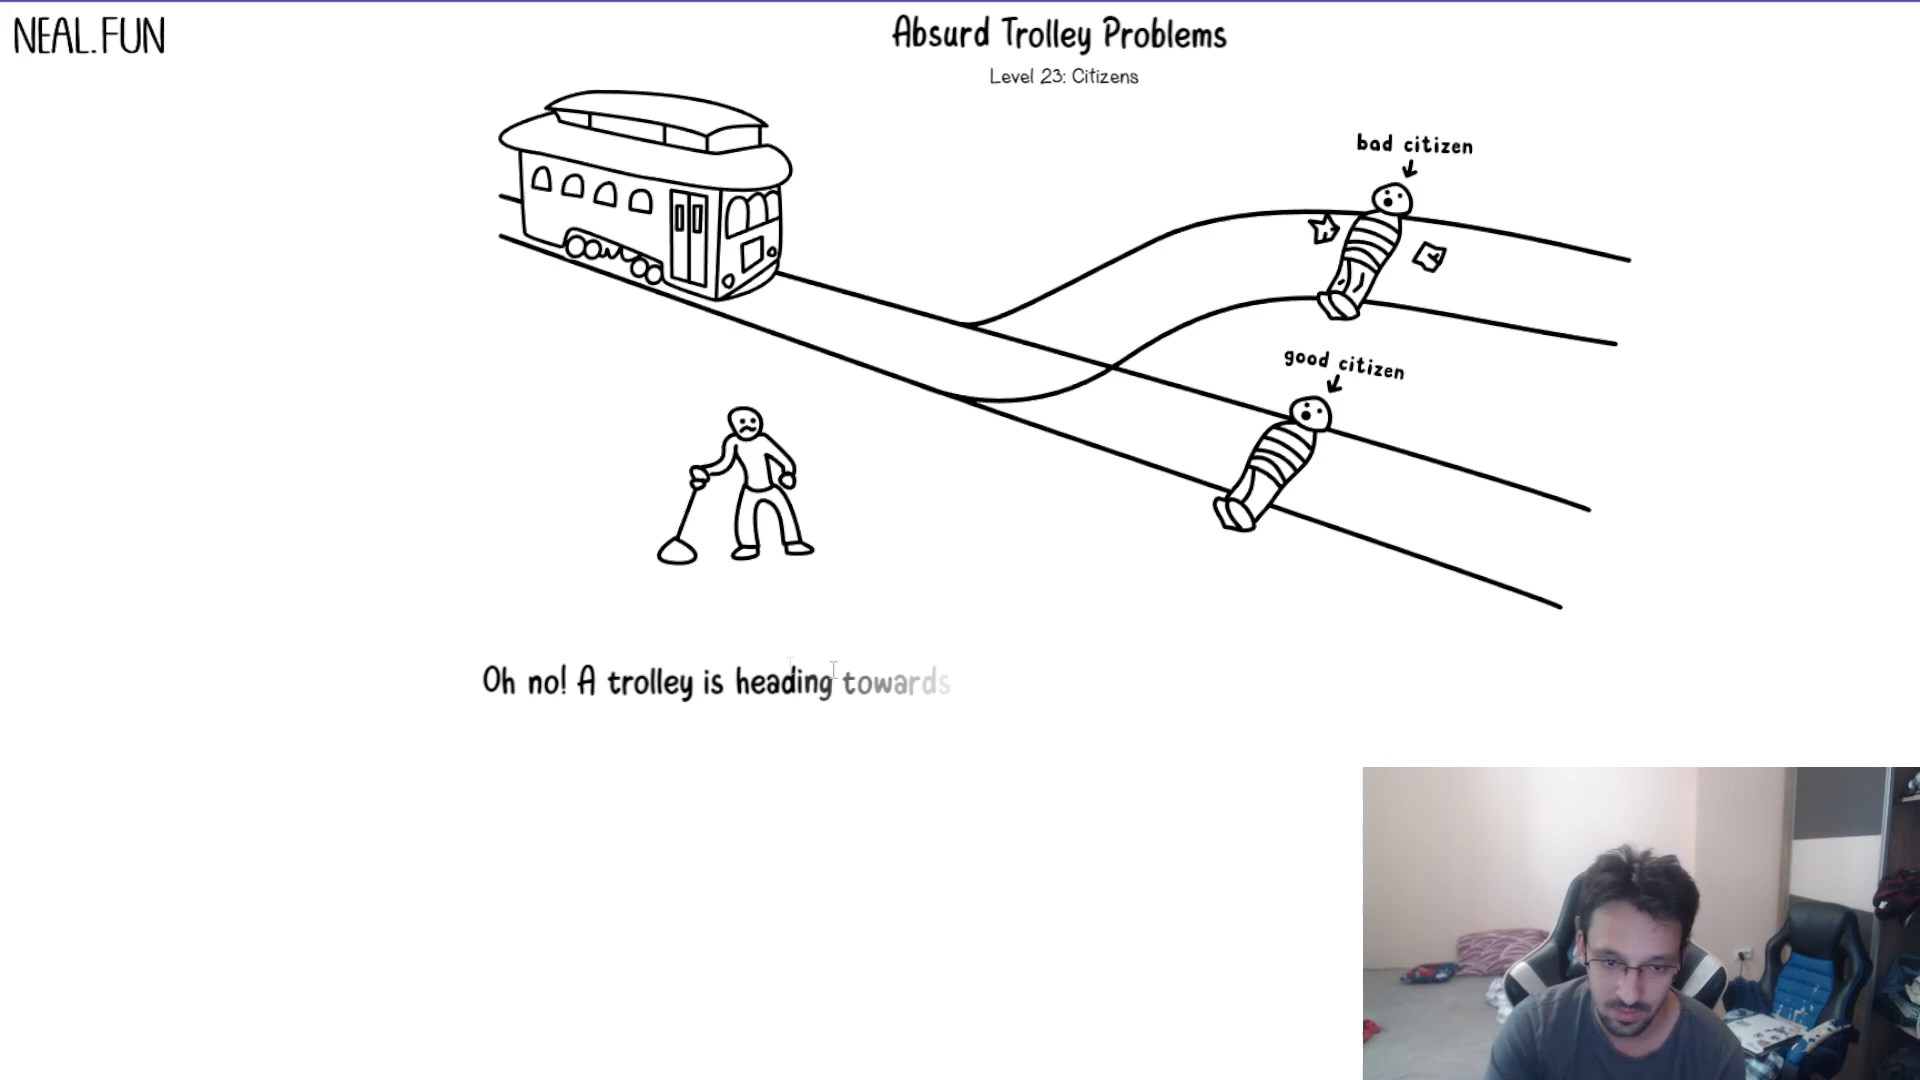 NEAL.FUN
Absurd Trolley Problems
Level 23: Citizens
bad citizen
good citizen
Oh no! A trolley is heading towards